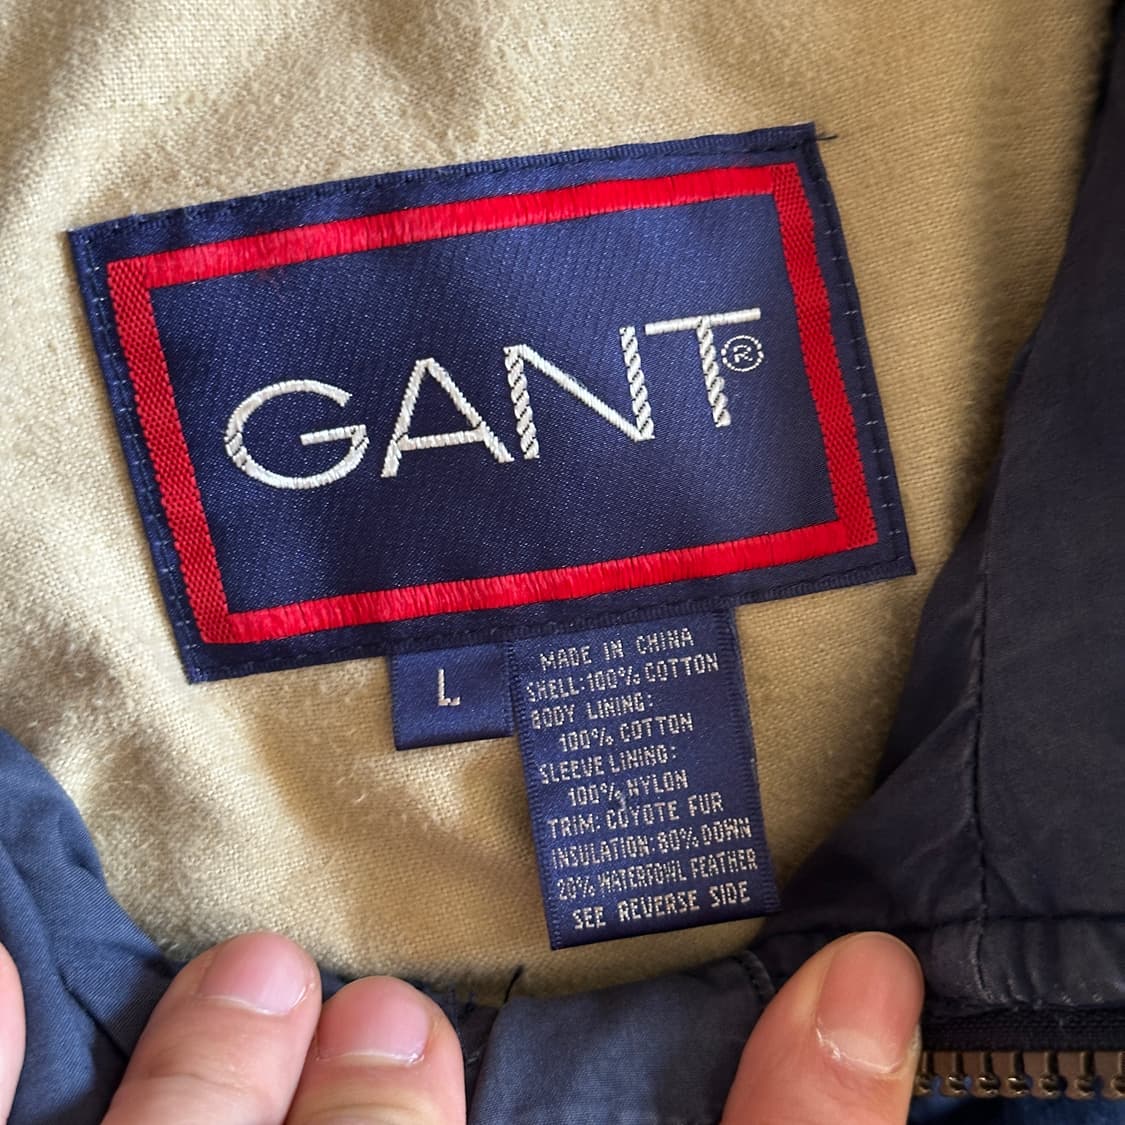 GANT®
L
MADE IN CHINA
SHELL:100% COTTON
BODY LINING:
100% COTTON
SLEEVE LINING:
100% NYLON
TRIM: COYOTE FUR
INSULATION: 80% DOWN
20% WATERFOWL FEATHER
SEE REVERSE SIDE